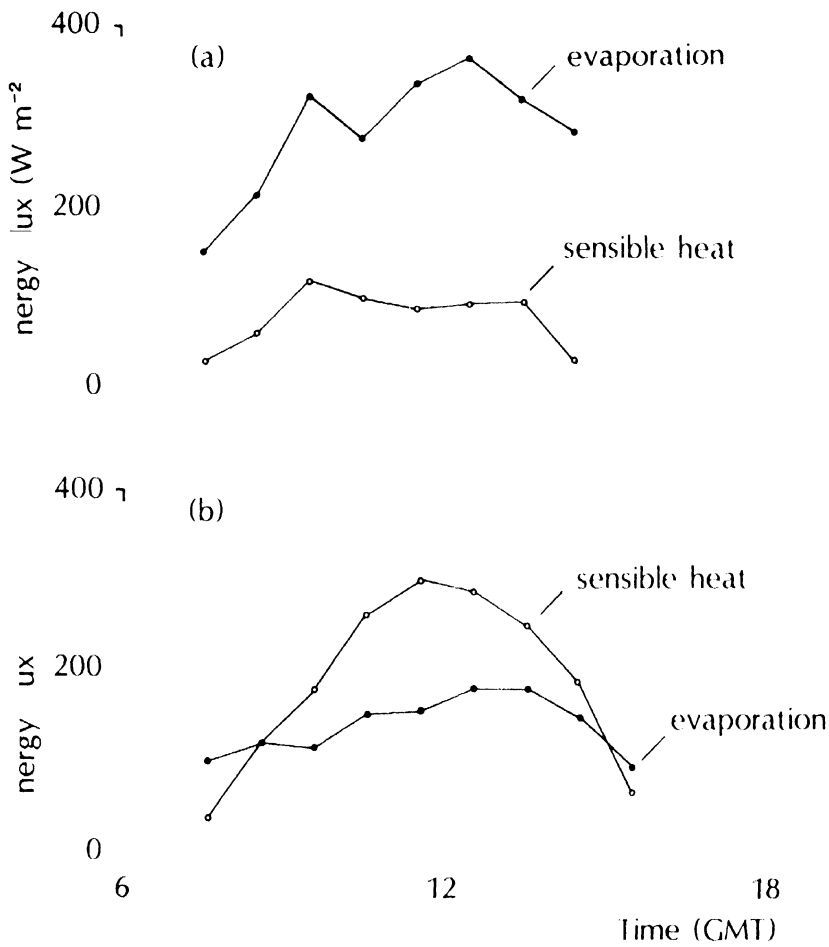 400
(a)
evaporation
200
sensible heat
nergy lux (W m⁻²
0
400
(b)
sensible heat
200
evaporation
nergy ux
0
6 12 18
Time (GMT)